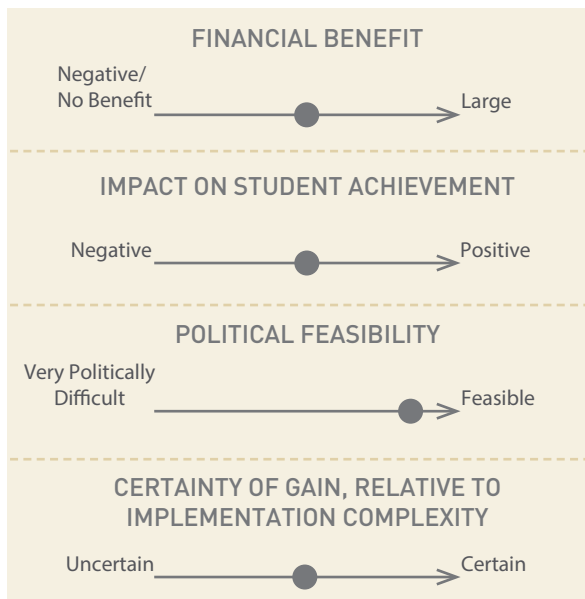 FINANCIAL BENEFIT
Negative/
No Benefit
Large
IMPACT ON STUDENT ACHIEVEMENT
Negative
Positive
POLITICAL FEASIBILITY
Very Politically
Difficult
Feasible
CERTAINTY OF GAIN, RELATIVE TO
IMPLEMENTATION COMPLEXITY
Uncertain
Certain